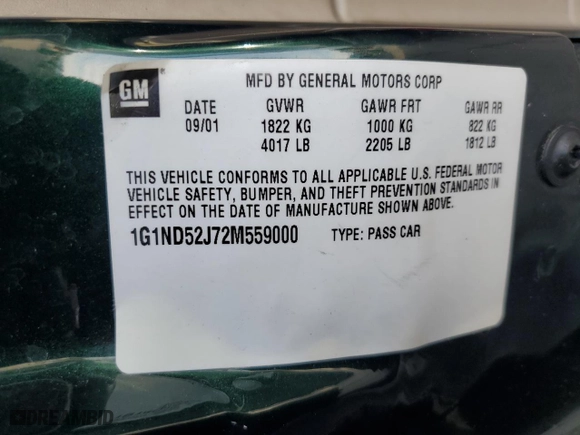 GM
MFD BY GENERAL MOTORS CORP
DATE GVWR GAWR FRT GAWR RR
09/01 1822 KG 1000 KG 822 KG
4017 LB 2205 LB 1812 LB
THIS VEHICLE CONFORMS TO ALL APPLICABLE U.S. FEDERAL MOTOR
VEHICLE SAFETY, BUMPER, AND THEFT PREVENTION STANDARDS IN
EFFECT ON THE DATE OF MANUFACTURE SHOWN ABOVE.
1G1ND52J72M559000 TYPE: PASS CAR
DREAMBID